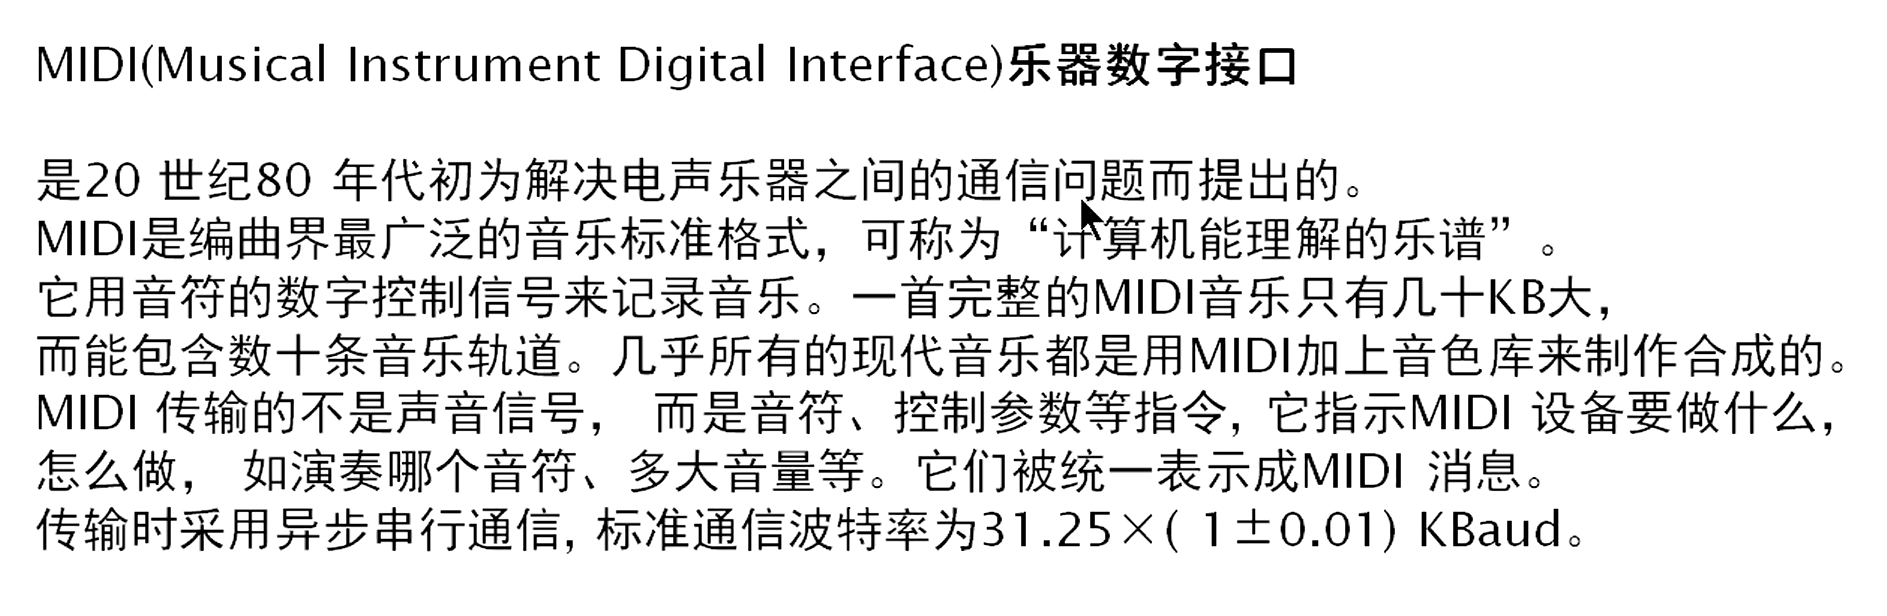 MIDI(Musical Instrument Digital Interface)乐器数字接口
是20 世纪80 年代初为解决电声乐器之间的通信问题而提出的。
MIDI是编曲界最广泛的音乐标准格式，可称为“计算机能理解的乐谱”。
它用音符的数字控制信号来记录音乐。一首完整的MIDI音乐只有几十KB大，
而能包含数十条音乐轨道。几乎所有的现代音乐都是用MIDI加上音色库来制作合成的。
MIDI 传输的不是声音信号， 而是音符、控制参数等指令, 它指示MIDI 设备要做什么，
怎么做， 如演奏哪个音符、多大音量等。它们被统一表示成MIDI 消息。
传输时采用异步串行通信, 标准通信波特率为31.25×( 1±0.01) KBaud。